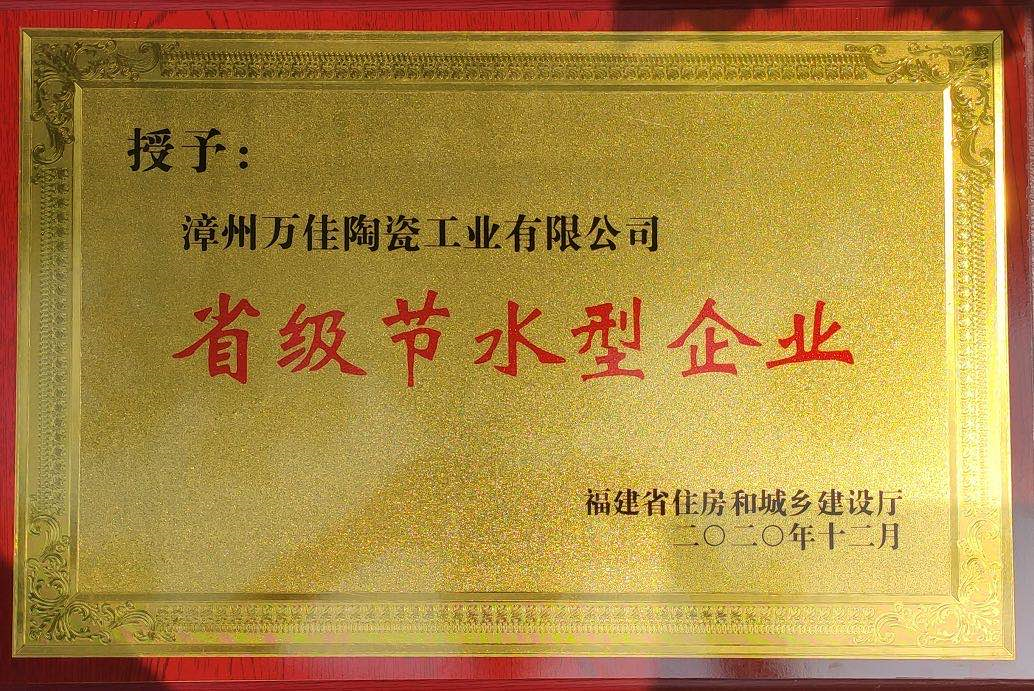 授予：
漳州万佳陶瓷工业有限公司
省级节水型企业
福建省住房和城乡建设厅
二〇二〇年十二月